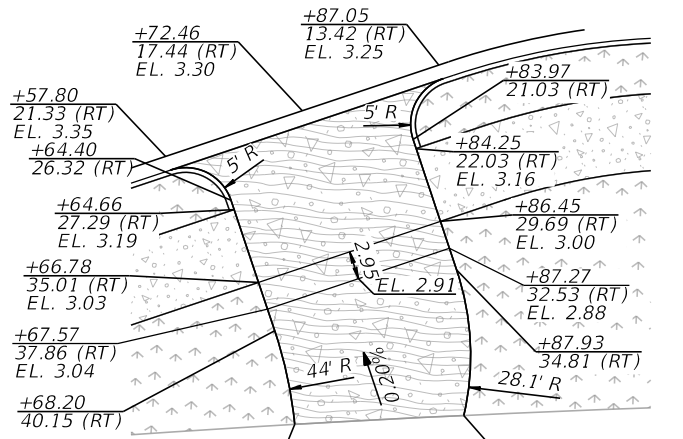 +87.05
13.42 (RT)
EL. 3.25
+72.46
17.44 (RT)
EL. 3.30
+57.80
21.33 (RT)
EL. 3.35
+64.40
26.32 (RT)
5' R
5' R
+83.97
21.03 (RT)
+84.25
22.03 (RT)
EL. 3.16
+64.66
27.29 (RT)
EL. 3.19
+86.45
29.69 (RT)
EL. 3.00
+66.78
35.01 (RT)
EL. 3.03
2.95
EL. 2.91
+87.27
32.53 (RT)
EL. 2.88
+67.57
37.86 (RT)
EL. 3.04
+87.93
34.81 (RT)
44' R
0.20%
28.1' R
+68.20
40.15 (RT)